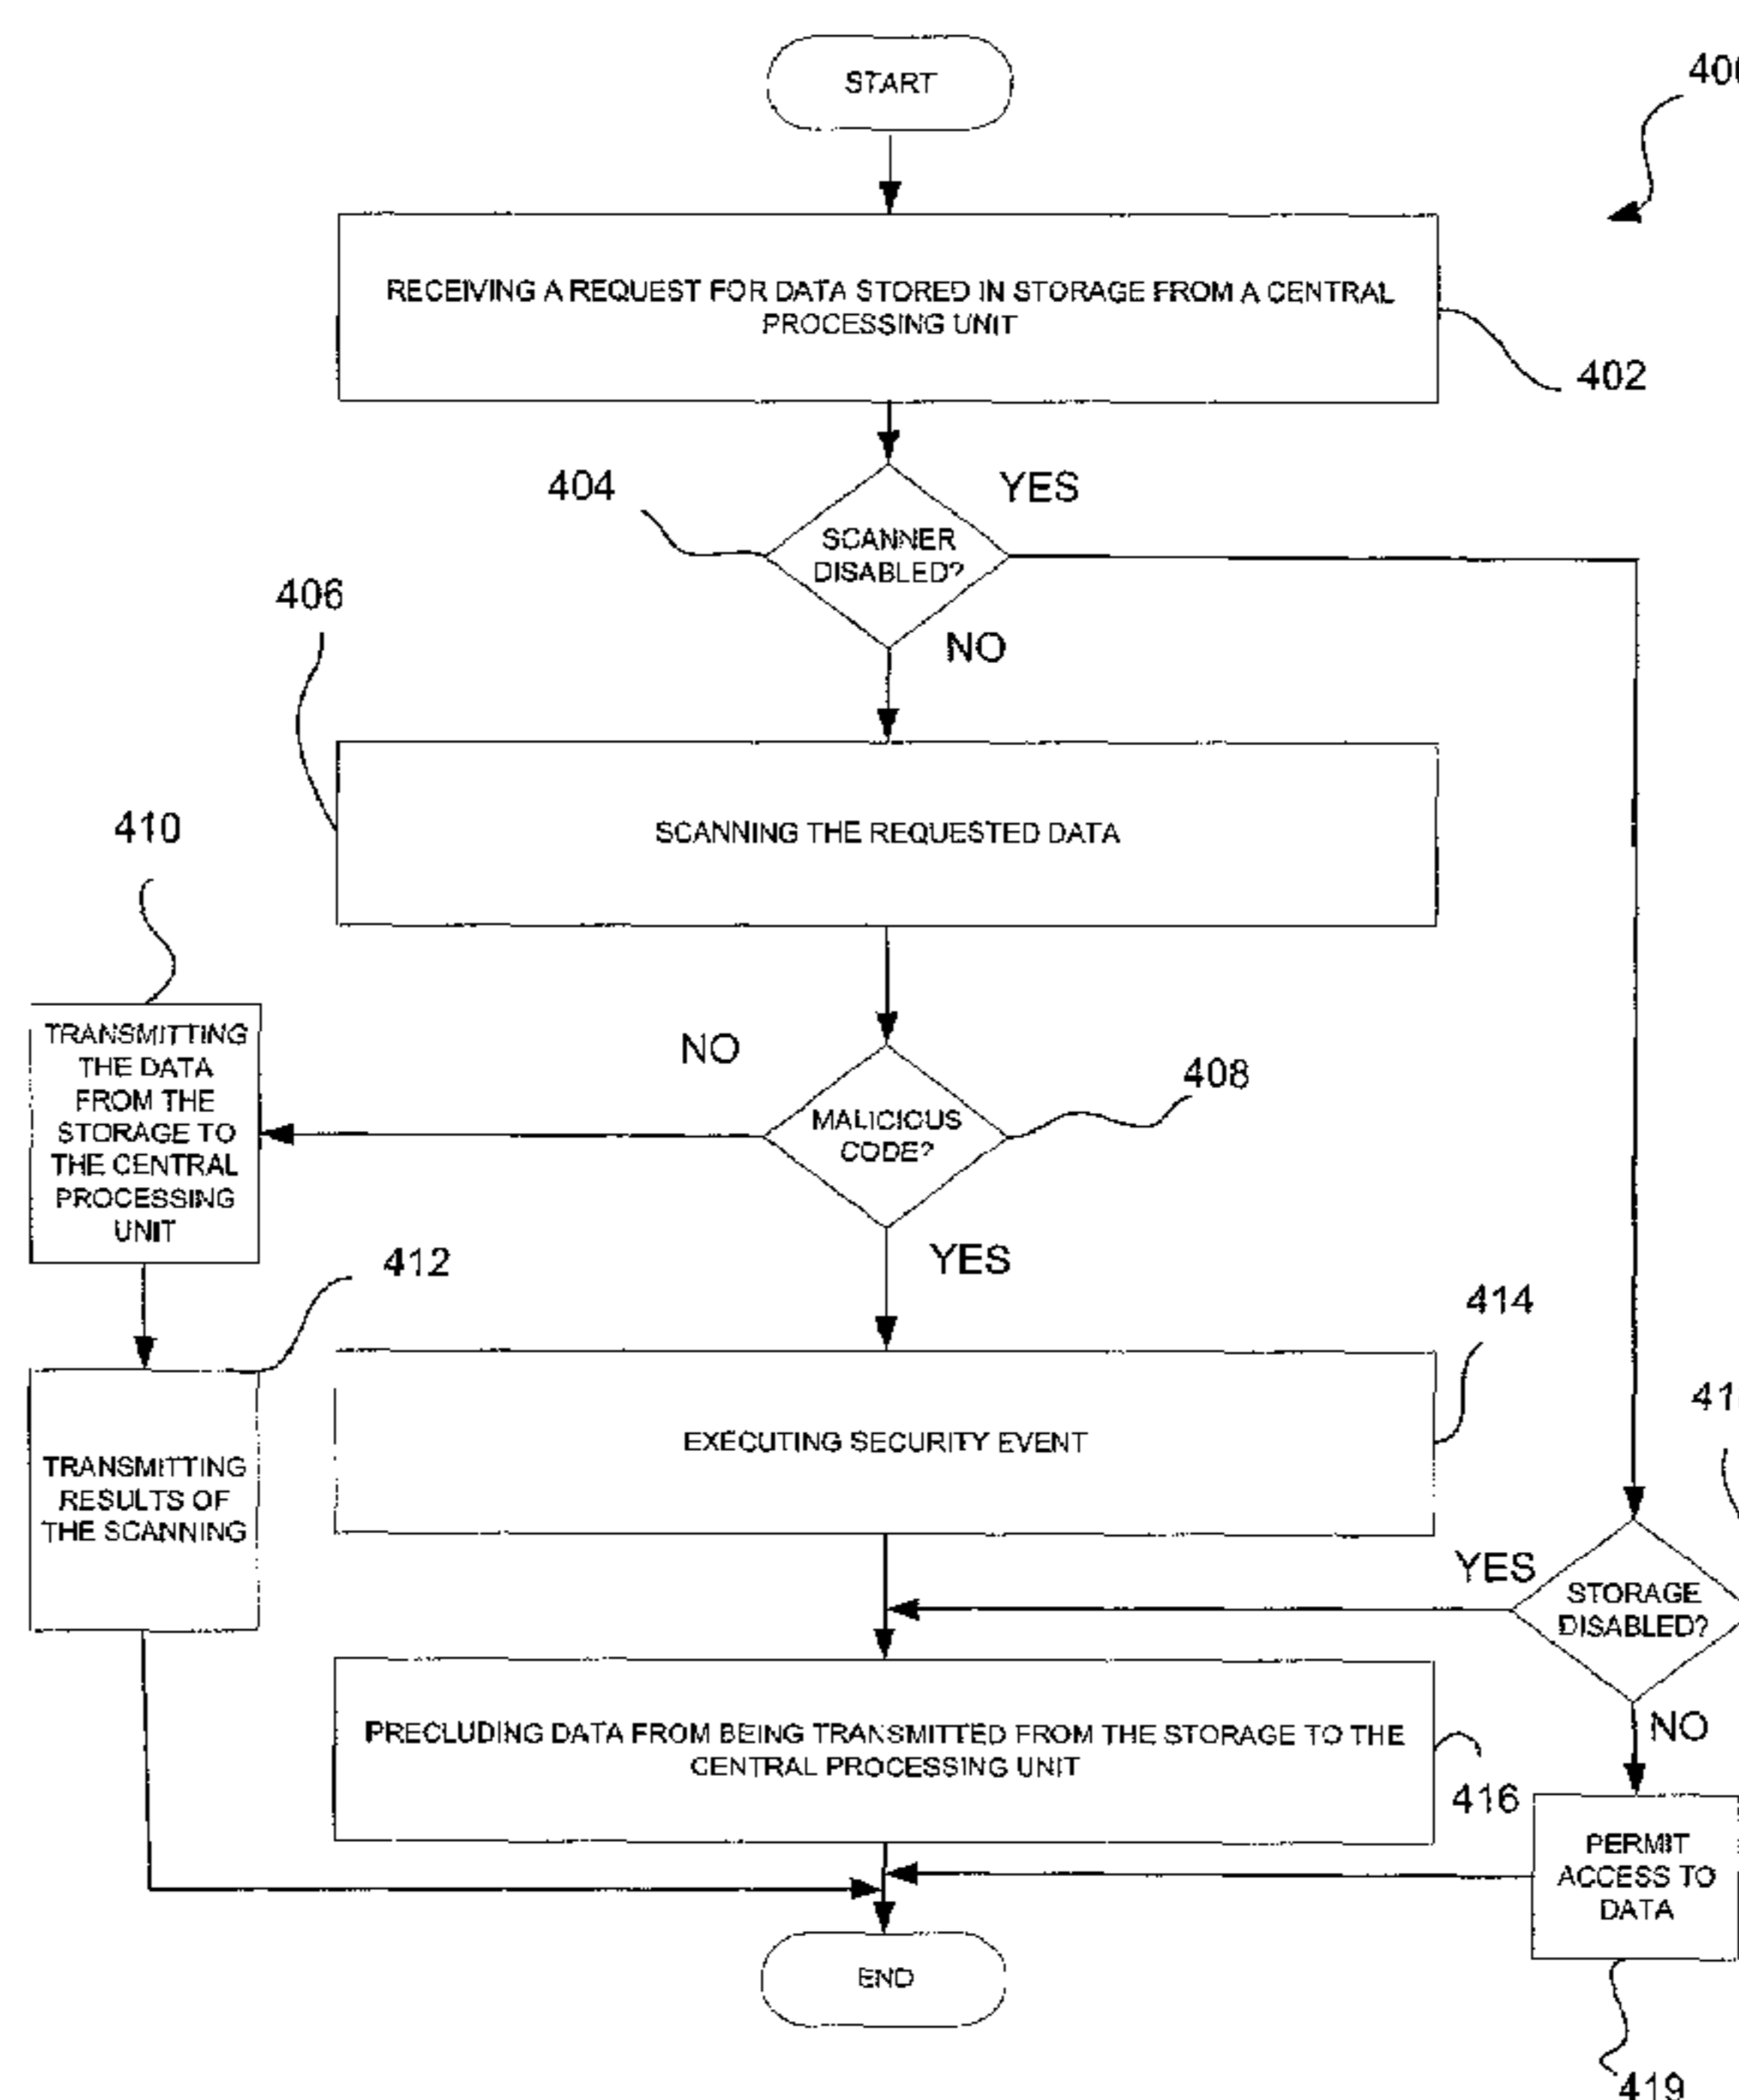 START
400
RECEIVING A REQUEST FOR DATA STORED IN STORAGE FROM A CENTRAL
PROCESSING UNIT
402
404
YES
SCANNER
DISABLED?
406
NO
SCANNING THE REQUESTED DATA
410
TRANSMITTING
THE DATA
FROM THE
STORAGE TO
THE CENTRAL
PROCESSING
UNIT
NO
408
MALICIOUS
CODE?
YES
412
414
TRANSMITTING
RESULTS OF
THE SCANNING
EXECUTING SECURITY EVENT
YES
STORAGE
DISABLED?
NO
PRECLUDING DATA FROM BEING TRANSMITTED FROM THE STORAGE TO THE
CENTRAL PROCESSING UNIT
416
PERMIT
ACCESS TO
DATA
END
419